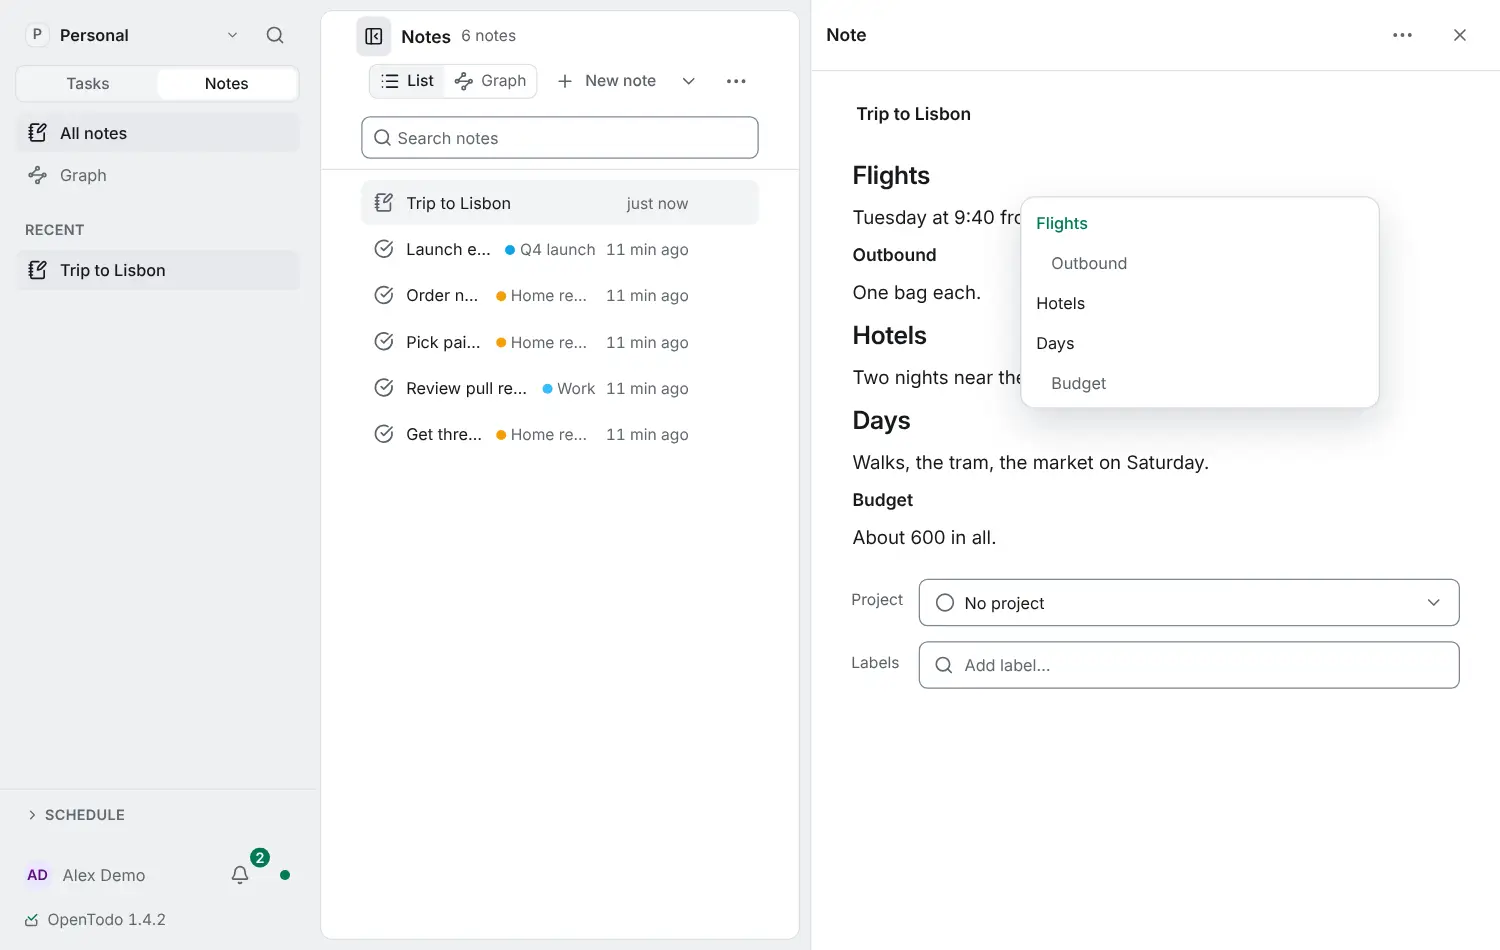 P Personal
Tasks Notes
All notes
Graph
RECENT
Trip to Lisbon
SCHEDULE
AD Alex Demo 2
OpenTodo 1.4.2
Notes 6 notes
List Graph New note
Search notes
Trip to Lisbon just now
Launch e... Q4 launch 11 min ago
Order n... Home re... 11 min ago
Pick pai... Home re... 11 min ago
Review pull re... Work 11 min ago
Get thre... Home re... 11 min ago
Note
Trip to Lisbon
Flights
Tuesday at 9:40
Outbound
One bag each.
Hotels
Two nights near
Days
Walks, the tram, the market on Saturday.
Budget
About 600 in all.
Flights
Outbound
Hotels
Days
Budget
Project No project
Labels Add label...